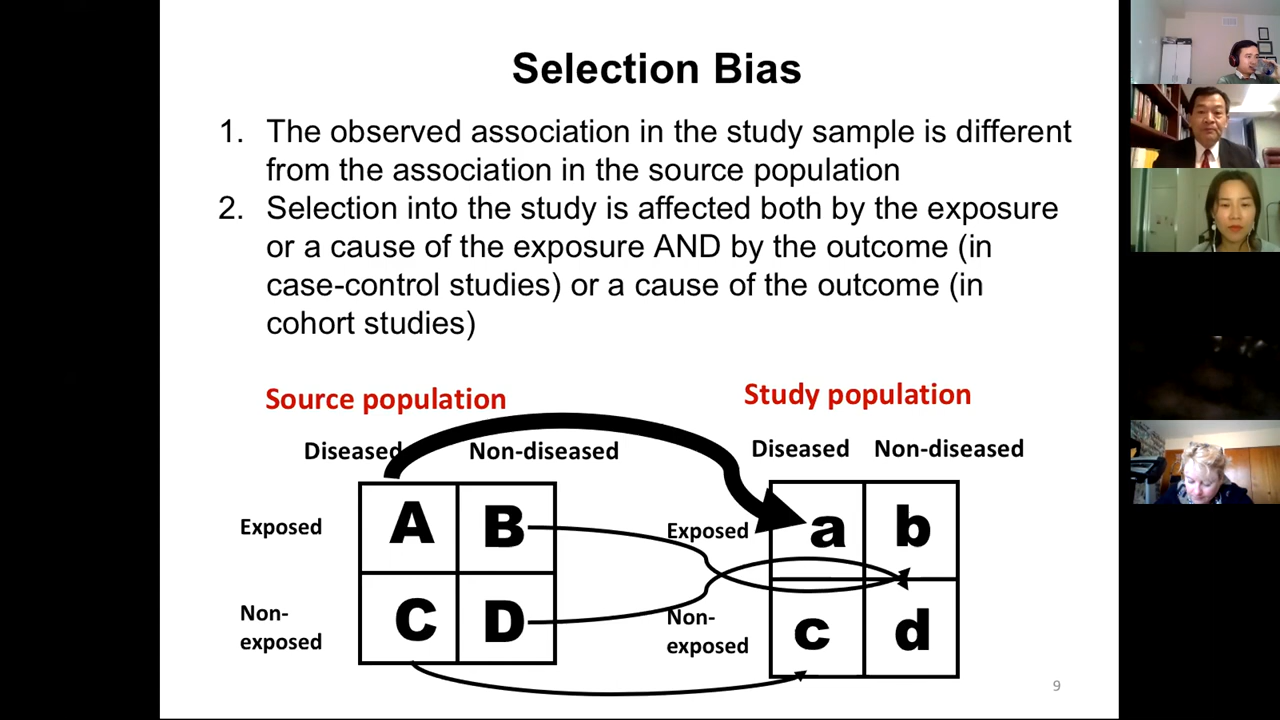 Selection Bias
1. The observed association in the study sample is different
from the association in the source population
2. Selection into the study is affected both by the exposure
or a cause of the exposure AND by the outcome (in
case-control studies) or a cause of the outcome (in
cohort studies)
Source population
Study population
Diseased Non-diseased
Diseased Non-diseased
Exposed
A B
Exposed
a b
Non-
exposed
C D
Non-
exposed
c d
9